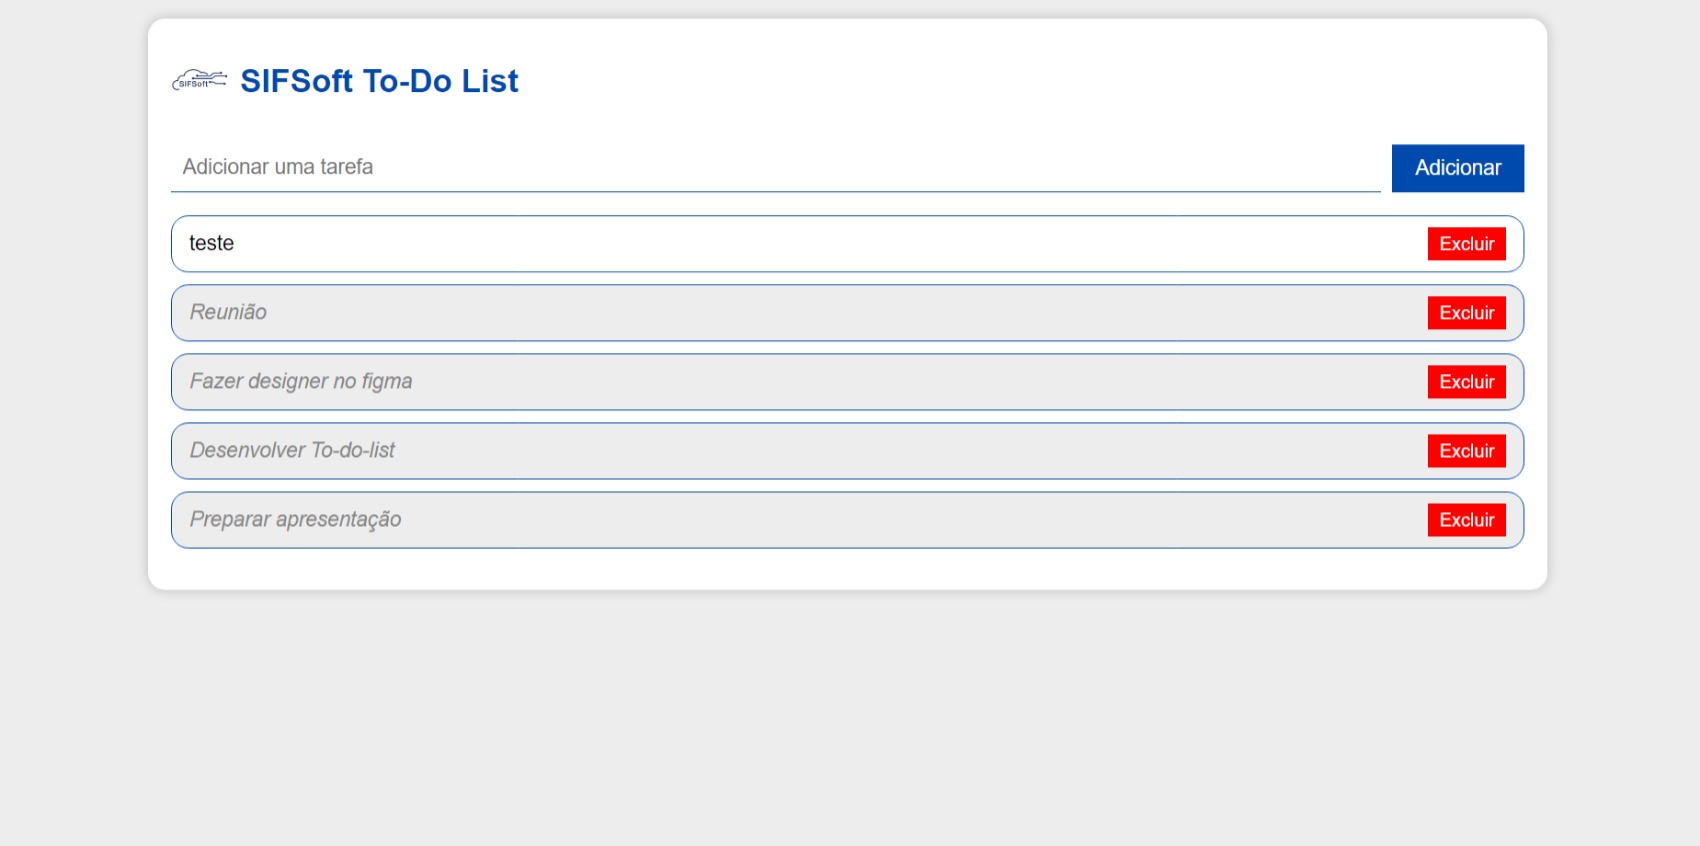 SIFSoft
SIFSoft To-Do List
Adicionar uma tarefa
Adicionar
teste
Excluir
Reunião
Excluir
Fazer designer no figma
Excluir
Desenvolver To-do-list
Excluir
Preparar apresentação
Excluir